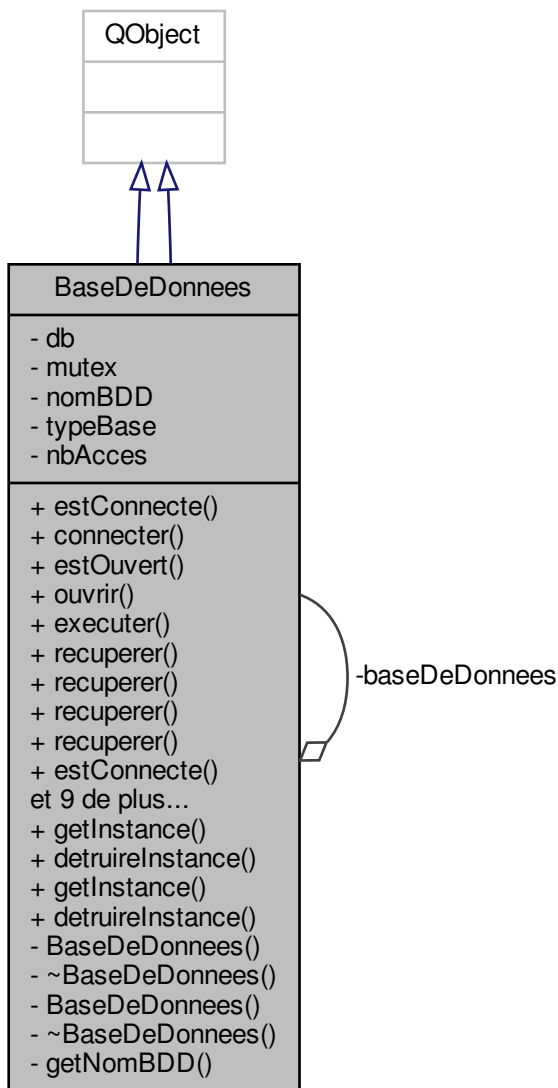 QObject
BaseDeDonnees
- db
- mutex
- nomBDD
- typeBase
- nbAcces
+ estConnecte()
+ connecter()
+ estOuvert()
+ ouvrir()
+ executer()
+ recuperer()
+ recuperer()
+ recuperer()
+ recuperer()
+ estConnecte()
et 9 de plus...
+ getInstance()
+ detruireInstance()
+ getInstance()
+ detruireInstance()
- BaseDeDonnees()
- ~BaseDeDonnees()
- BaseDeDonnees()
- ~BaseDeDonnees()
- getNomBDD()
-baseDeDonnees